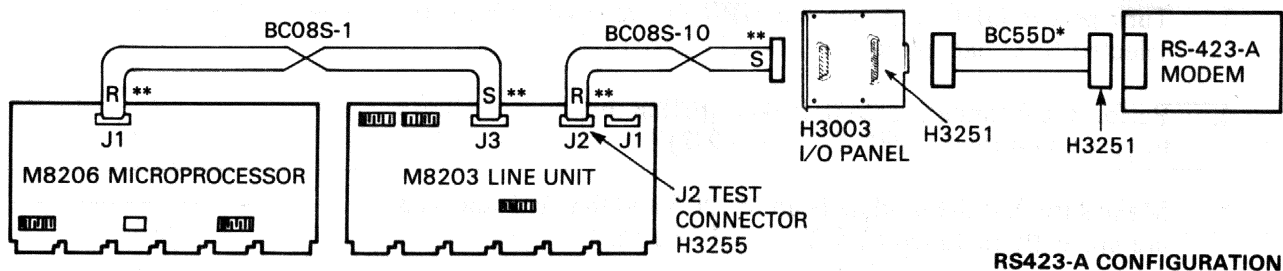 BC08S-1
BC08S-10
**
S
BC55D*
RS-423-A
MODEM
R
**
S
**
R
**
J1
J3
J2
J1
H3003
I/O PANEL
H3251
H3251
M8206 MICROPROCESSOR
M8203 LINE UNIT
J2 TEST
CONNECTOR
H3255
RS423-A CONFIGURATION